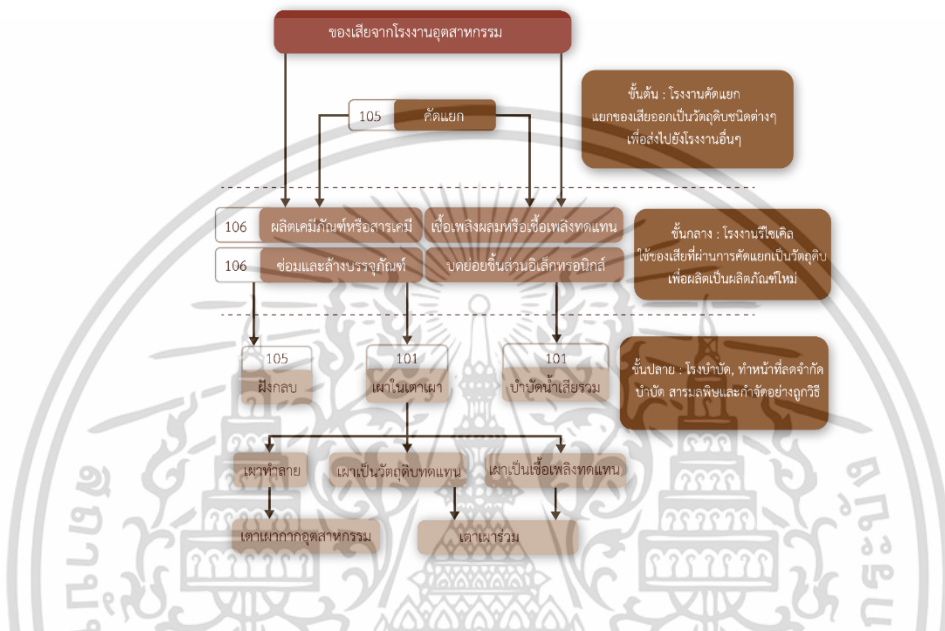 ของเสียจากโรงงานอุตสาหกรรม
105 คัดแยก
ขั้นต้น : โรงงานคัดแยก
แยกของเสียออกเป็นวัตถุดิบชนิดต่างๆ
เพื่อส่งไปยังโรงงานอื่นๆ
106 ผลิตเคมีภัณฑ์หรือสารเคมี เชื้อเพลิงผสมหรือเชื้อเพลิงทดแทน
106 ซ่อมและล้างบรรจุภัณฑ์ บดย่อยชิ้นส่วนอิเล็กทรอนิกส์
ขั้นกลาง : โรงงานรีไซเคิล
ใช้ของเสียที่ผ่านการคัดแยกเป็นวัตถุดิบ
เพื่อผลิตเป็นผลิตภัณฑ์ใหม่
105 101 101
ฝังกลบ เผาในเตาเผา บำบัดน้ำเสียรวม
ขั้นปลาย : โรงบำบัด, ทำหน้าที่ลดจำกัด
บำบัด สารมลพิษและกำจัดอย่างถูกวิธี
เผาทำลาย เผาเป็นวัตถุดิบทดแทน เผาเป็นเชื้อเพลิงทดแทน
เตาเผากากอุตสาหกรรม เตาเผาร่วม